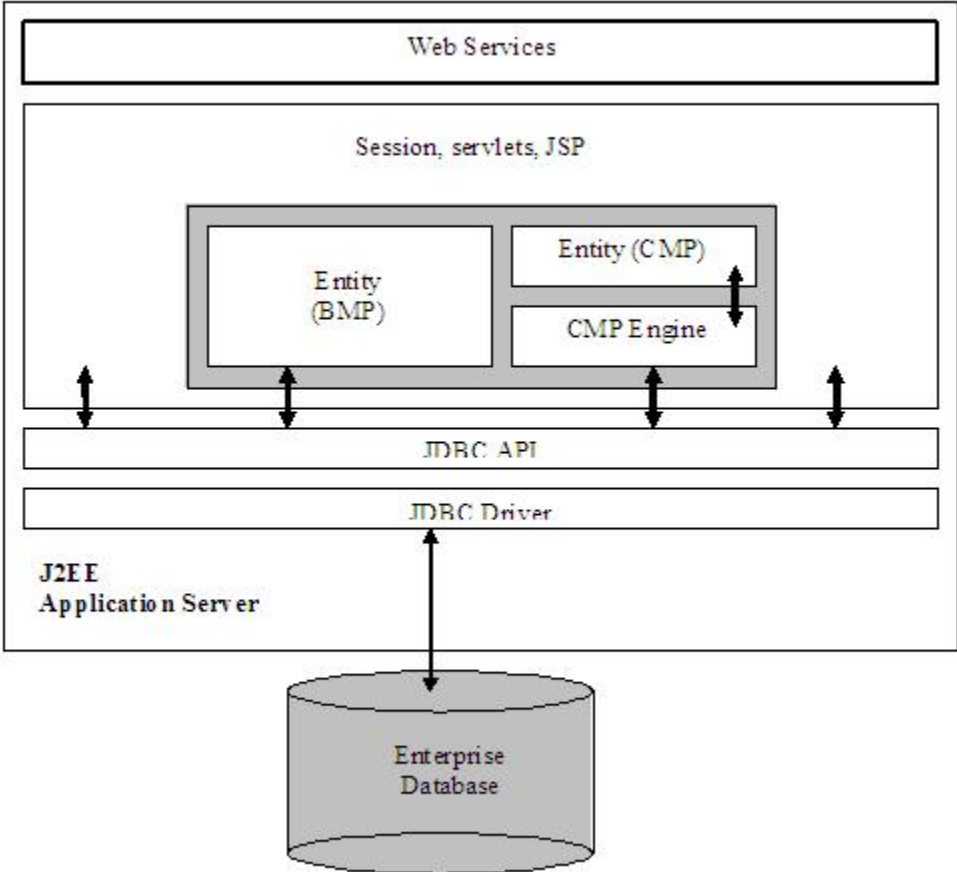 Web Services
Session, servlets, JSP
Entity
(BMP)
Entity (CMP)
CMP Engine
JDBC API
JDBC Driver
J2EE
Application Server
Enterprise
Database